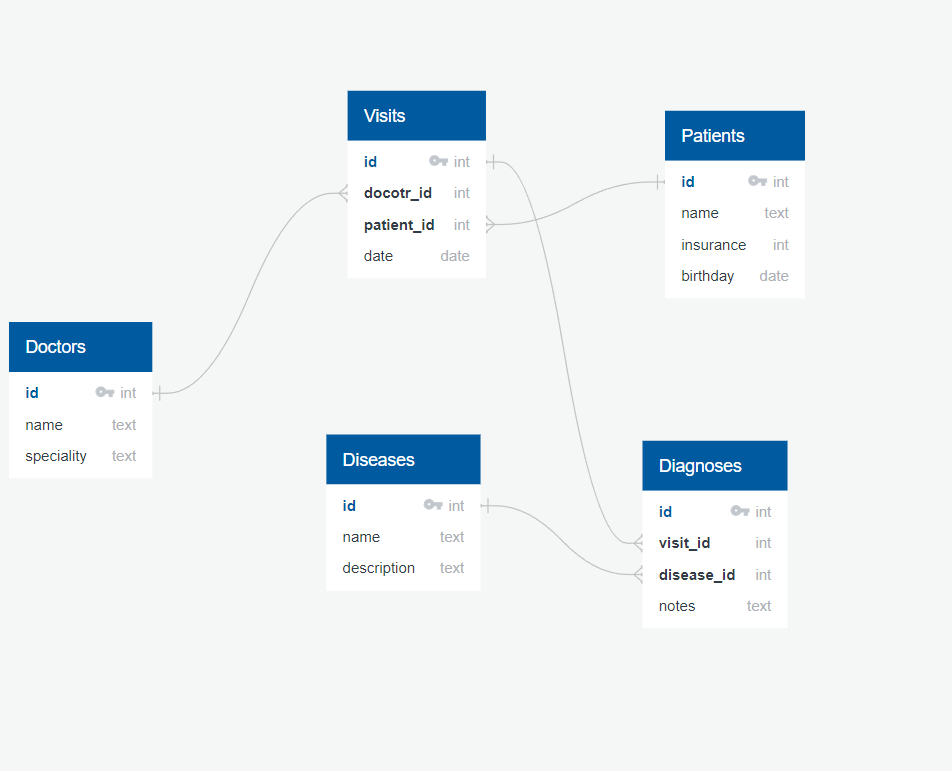 Visits
id int
docotr_id int
patient_id int
date date
Patients
id int
name text
insurance int
birthday date
Doctors
id int
name text
speciality text
Diseases
id int
name text
description text
Diagnoses
id int
visit_id int
disease_id int
notes text